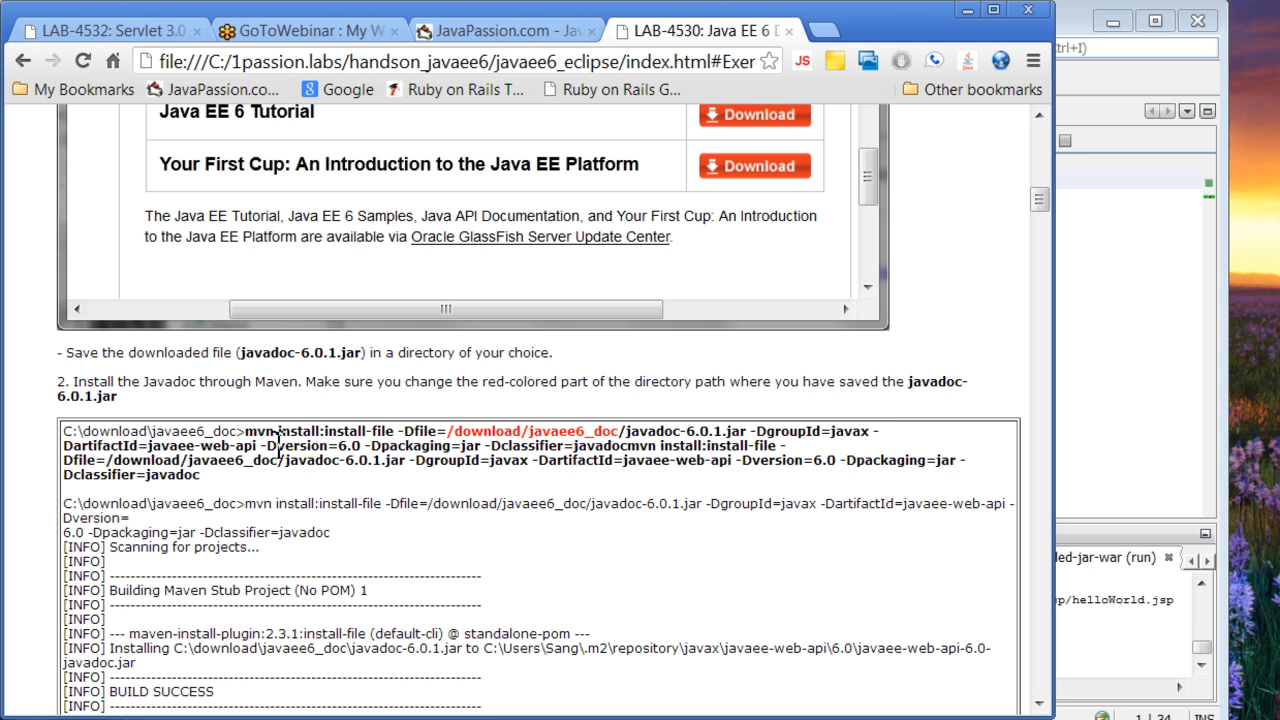 LAB-4532: Servlet 3.0
GoToWebinar : My W
JavaPassion.com - Jav
LAB-4530: Java EE 6 D
file:///C:/1passion.labs/handson_javaee6/javaee6_eclipse/index.html#Exer
JS
My Bookmarks
JavaPassion.co...
Google
Ruby on Rails T...
Ruby on Rails G...
Other bookmarks
Ctrl+I)
Java EE 6 Tutorial
Download
Your First Cup: An Introduction to the Java EE Platform
Download
The Java EE Tutorial, Java EE 6 Samples, Java API Documentation, and Your First Cup: An Introduction
to the Java EE Platform are available via Oracle GlassFish Server Update Center.
- Save the downloaded file (javadoc-6.0.1.jar) in a directory of your choice.
2. Install the Javadoc through Maven. Make sure you change the red-colored part of the directory path where you have saved the javadoc-
6.0.1.jar
C:\download\javaee6_doc>mvn install:install-file -Dfile=/download/javaee6_doc/javadoc-6.0.1.jar -DgroupId=javax -
DartifactId=javaee-web-api -Dversion=6.0 -Dpackaging=jar -Dclassifier=javadocmvn install:install-file -
Dfile=/download/javaee6_doc/javadoc-6.0.1.jar -DgroupId=javax -DartifactId=javaee-web-api -Dversion=6.0 -Dpackaging=jar -
Dclassifier=javadoc
C:\download\javaee6_doc>mvn install:install-file -Dfile=/download/javaee6_doc/javadoc-6.0.1.jar -DgroupId=javax -DartifactId=javaee-web-api -
Dversion=
6.0 -Dpackaging=jar -Dclassifier=javadoc
[INFO] Scanning for projects...
[INFO]
[INFO] ------------------------------------------------------------------------
[INFO] Building Maven Stub Project (No POM) 1
[INFO] ------------------------------------------------------------------------
[INFO]
[INFO] --- maven-install-plugin:2.3.1:install-file (default-cli) @ standalone-pom ---
[INFO] Installing C:\download\javaee6_doc\javadoc-6.0.1.jar to C:\Users\Sang\.m2\repository\javax\javaee-web-api\6.0\javaee-web-api-6.0-
javadoc.jar
[INFO] ------------------------------------------------------------------------
[INFO] BUILD SUCCESS
[INFO] ------------------------------------------------------------------------
led-jar-war (run)
up/helloWorld.jsp
1 | 24
INS